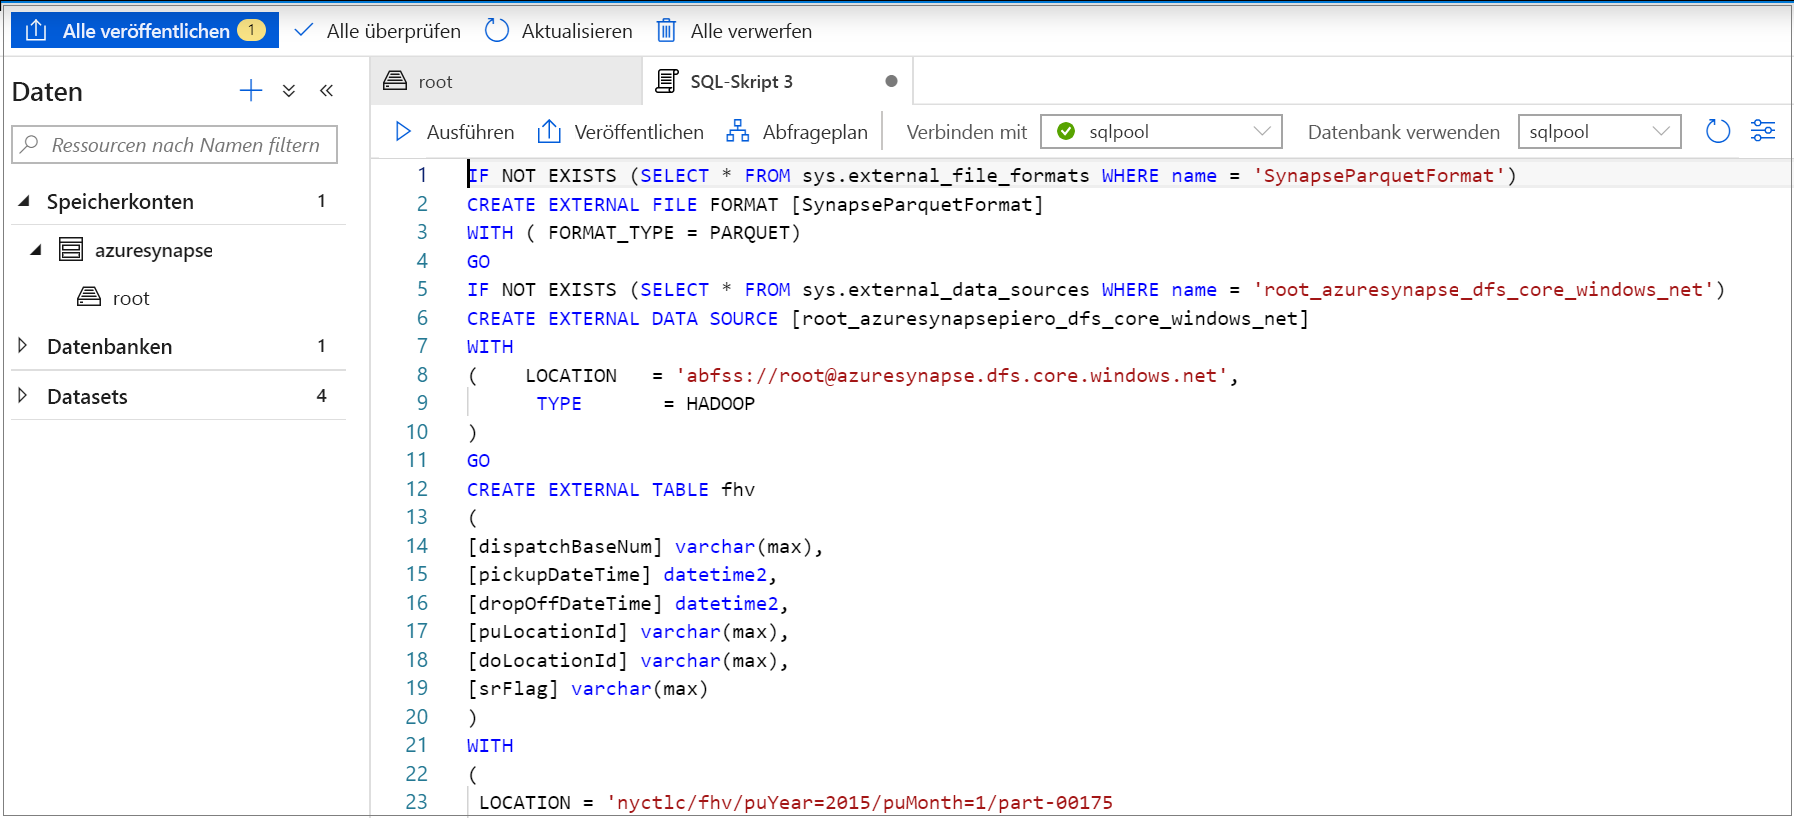 Alle veröffentlichen 1 Alle überprüfen Aktualisieren Alle verwerfen
Daten
Ressourcen nach Namen filtern
Speicherkonten 1
azuresynapse
root
Datenbanken 1
Datasets 4
root SQL-Skript 3
Ausführen Veröffentlichen Abfrageplan Verbinden mit sqlpool Datenbank verwenden sqlpool
1 IF NOT EXISTS (SELECT * FROM sys.external_file_formats WHERE name = 'SynapseParquetFormat')
2 CREATE EXTERNAL FILE FORMAT [SynapseParquetFormat]
3 WITH ( FORMAT_TYPE = PARQUET)
4 GO
5 IF NOT EXISTS (SELECT * FROM sys.external_data_sources WHERE name = 'root_azuresynapse_dfs_core_windows_net')
6 CREATE EXTERNAL DATA SOURCE [root_azuresynapsepiero_dfs_core_windows_net]
7 WITH
8 (    LOCATION   = 'abfss://root@azuresynapse.dfs.core.windows.net',
9       TYPE       = HADOOP
10 )
11 GO
12 CREATE EXTERNAL TABLE fhv
13 (
14 [dispatchBaseNum] varchar(max),
15 [pickupDateTime] datetime2,
16 [dropOffDateTime] datetime2,
17 [puLocationId] varchar(max),
18 [doLocationId] varchar(max),
19 [srFlag] varchar(max)
20 )
21 WITH
22 (
23  LOCATION = 'nyctlc/fhv/puYear=2015/puMonth=1/part-00175